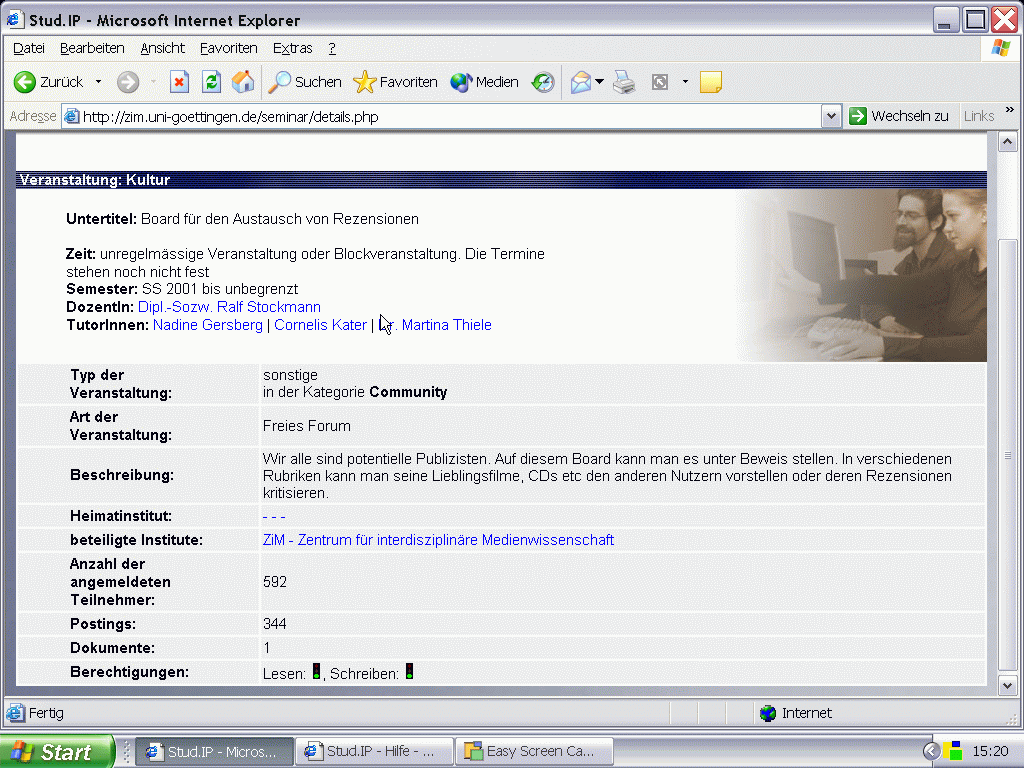 Stud.IP - Microsoft Internet Explorer
Datei Bearbeiten Ansicht Favoriten Extras ?
Zurück Suchen Favoriten Medien
Adresse http://zim.uni-goettingen.de/seminar/details.php Wechseln zu Links »
Veranstaltung: Kultur
Untertitel: Board für den Austausch von Rezensionen
Zeit: unregelmässige Veranstaltung oder Blockveranstaltung. Die Termine
stehen noch nicht fest
Semester: SS 2001 bis unbegrenzt
DozentIn: Dipl.-Sozw. Ralf Stockmann
TutorInnen: Nadine Gersberg | Cornelis Kater | Dr. Martina Thiele
Typ der
Veranstaltung:
sonstige
in der Kategorie Community
Art der
Veranstaltung:
Freies Forum
Beschreibung:
Wir alle sind potentielle Publizisten. Auf diesem Board kann man es unter Beweis stellen. In verschiedenen
Rubriken kann man seine Lieblingsfilme, CDs etc den anderen Nutzern vorstellen oder deren Rezensionen
kritisieren.
Heimatinstitut: - - -
beteiligte Institute: ZiM - Zentrum für interdisziplinäre Medienwissenschaft
Anzahl der
angemeldeten
Teilnehmer:
592
Postings: 344
Dokumente: 1
Berechtigungen: Lesen: , Schreiben:
Fertig Internet
Start Stud.IP - Micros... Stud.IP - Hilfe - ... Easy Screen Ca... 15:20